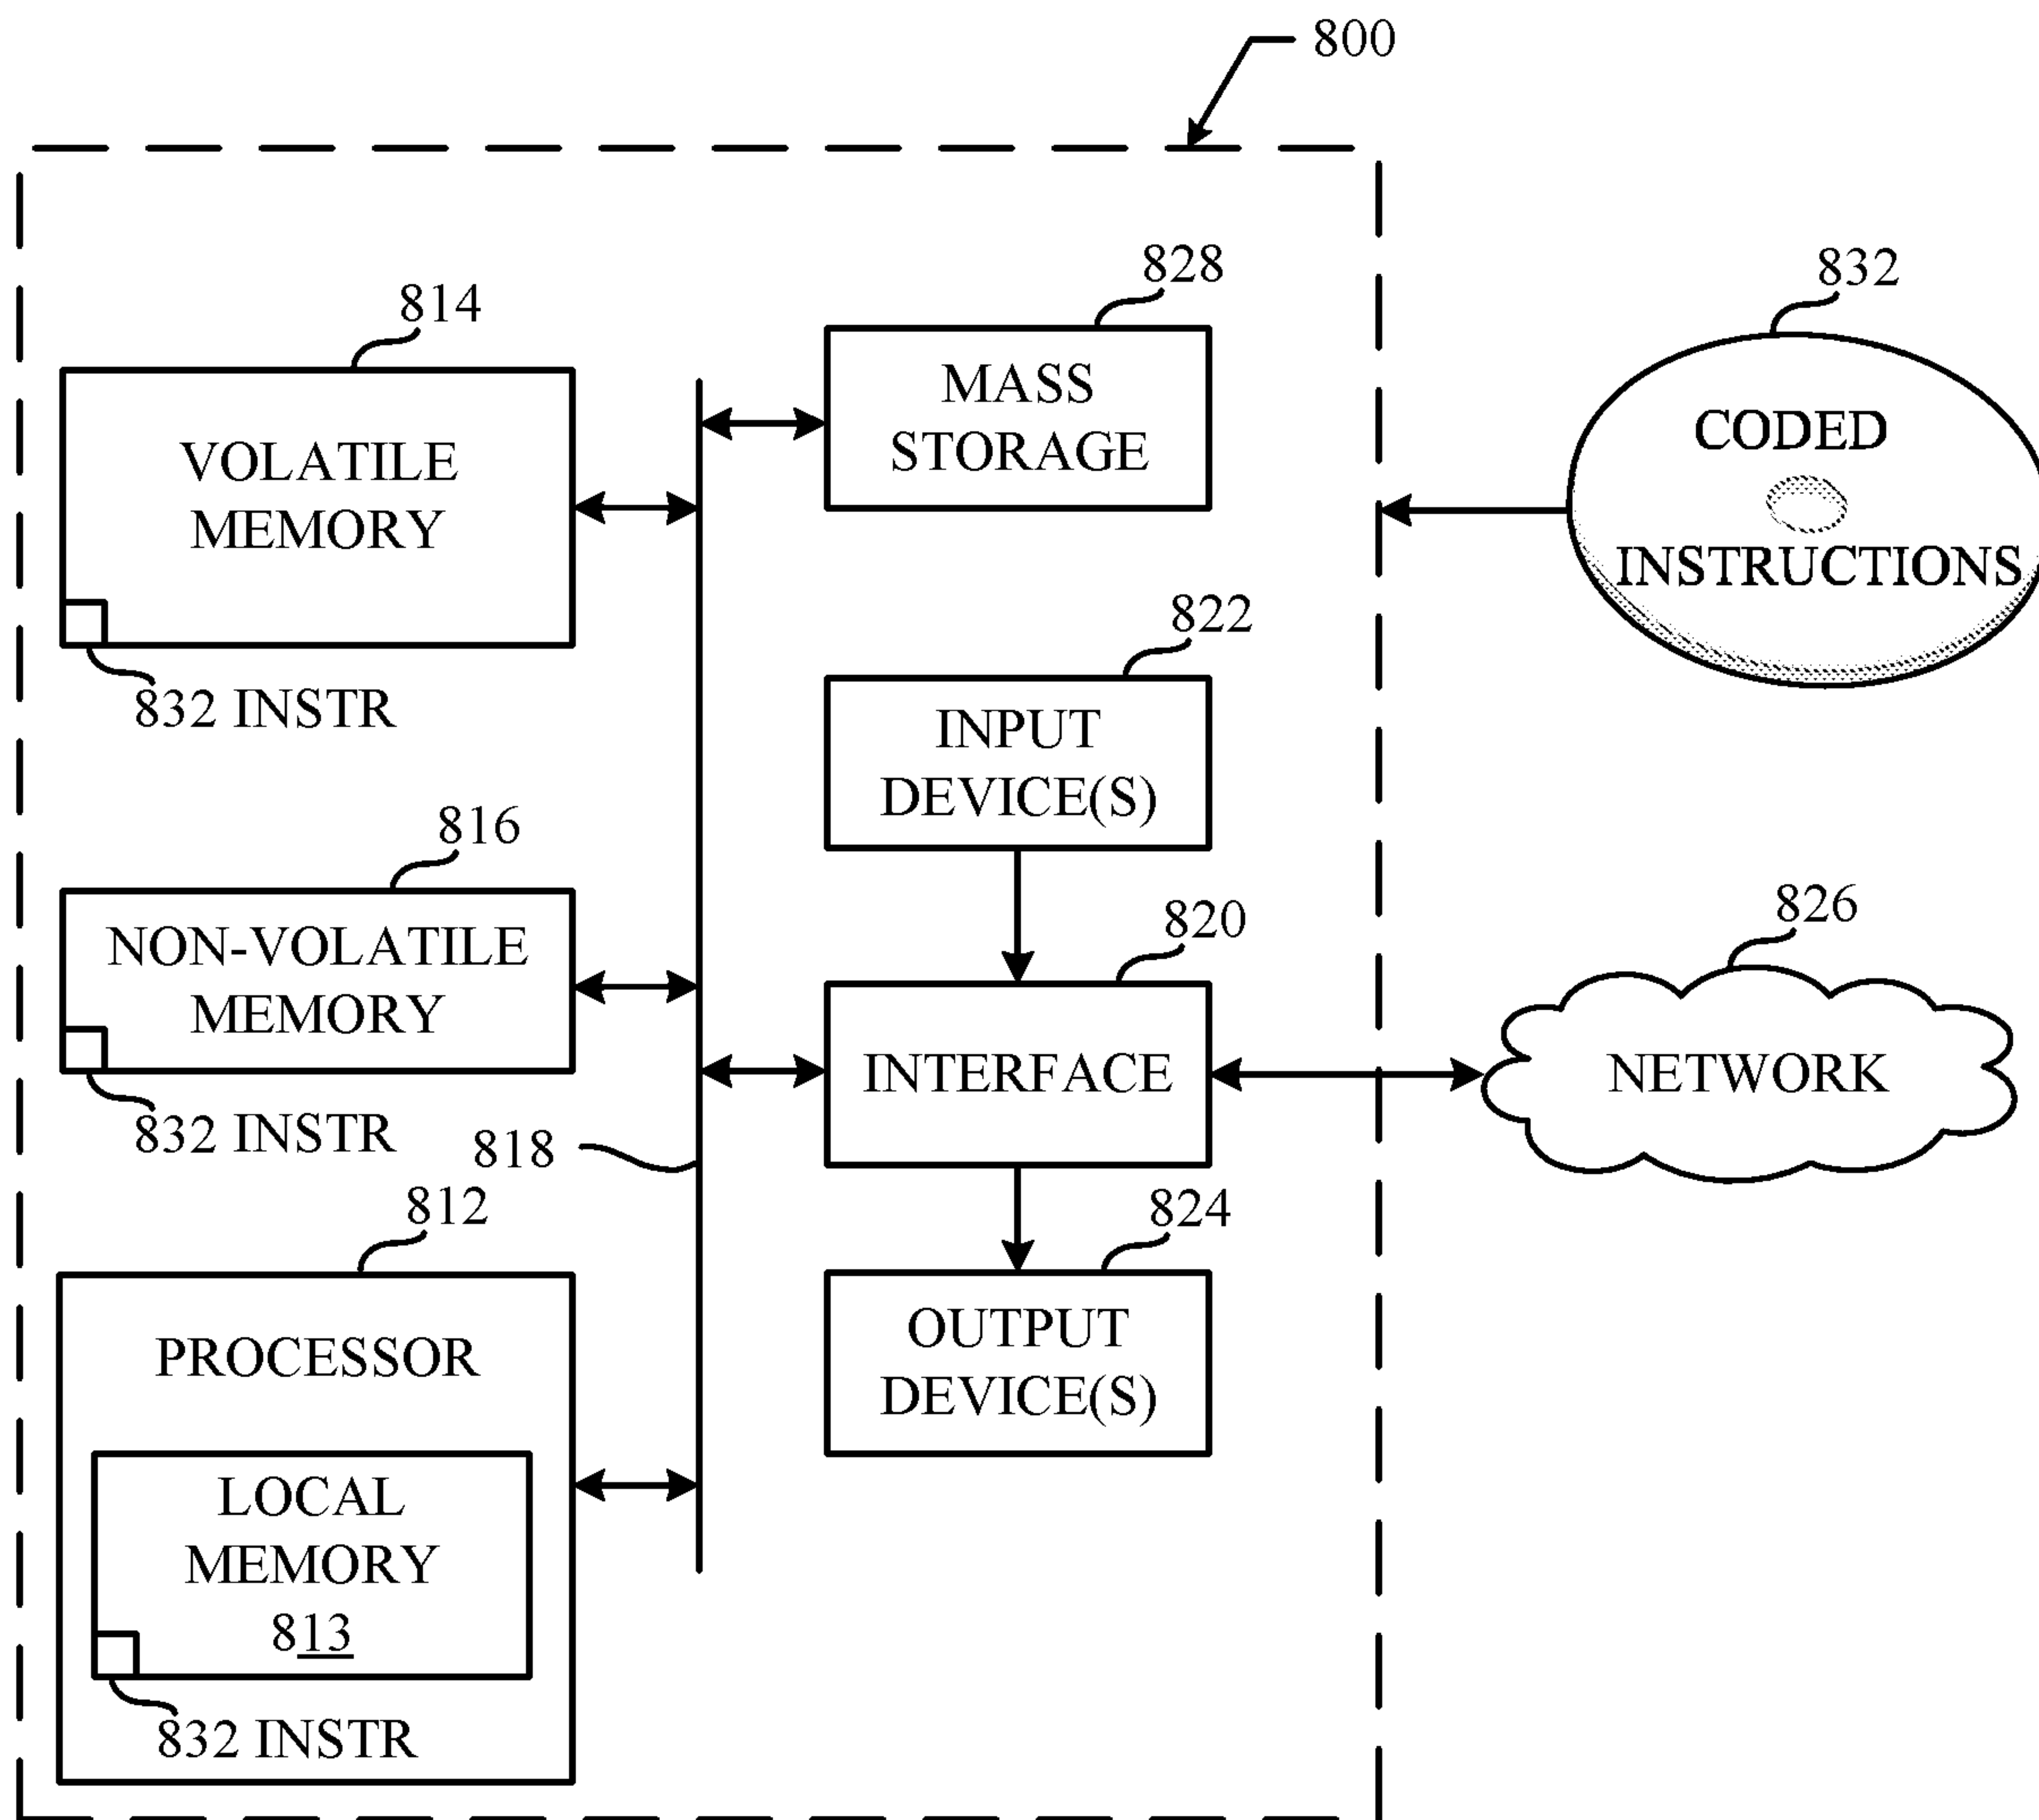 800
828
832
814
MASS
STORAGE
CODED
INSTRUCTIONS
VOLATILE
MEMORY
832 INSTR
822
INPUT
DEVICE(S)
816
NON-VOLATILE
MEMORY
832 INSTR
820
826
INTERFACE
NETWORK
818
812
824
PROCESSOR
OUTPUT
DEVICE(S)
LOCAL
MEMORY
813
832 INSTR